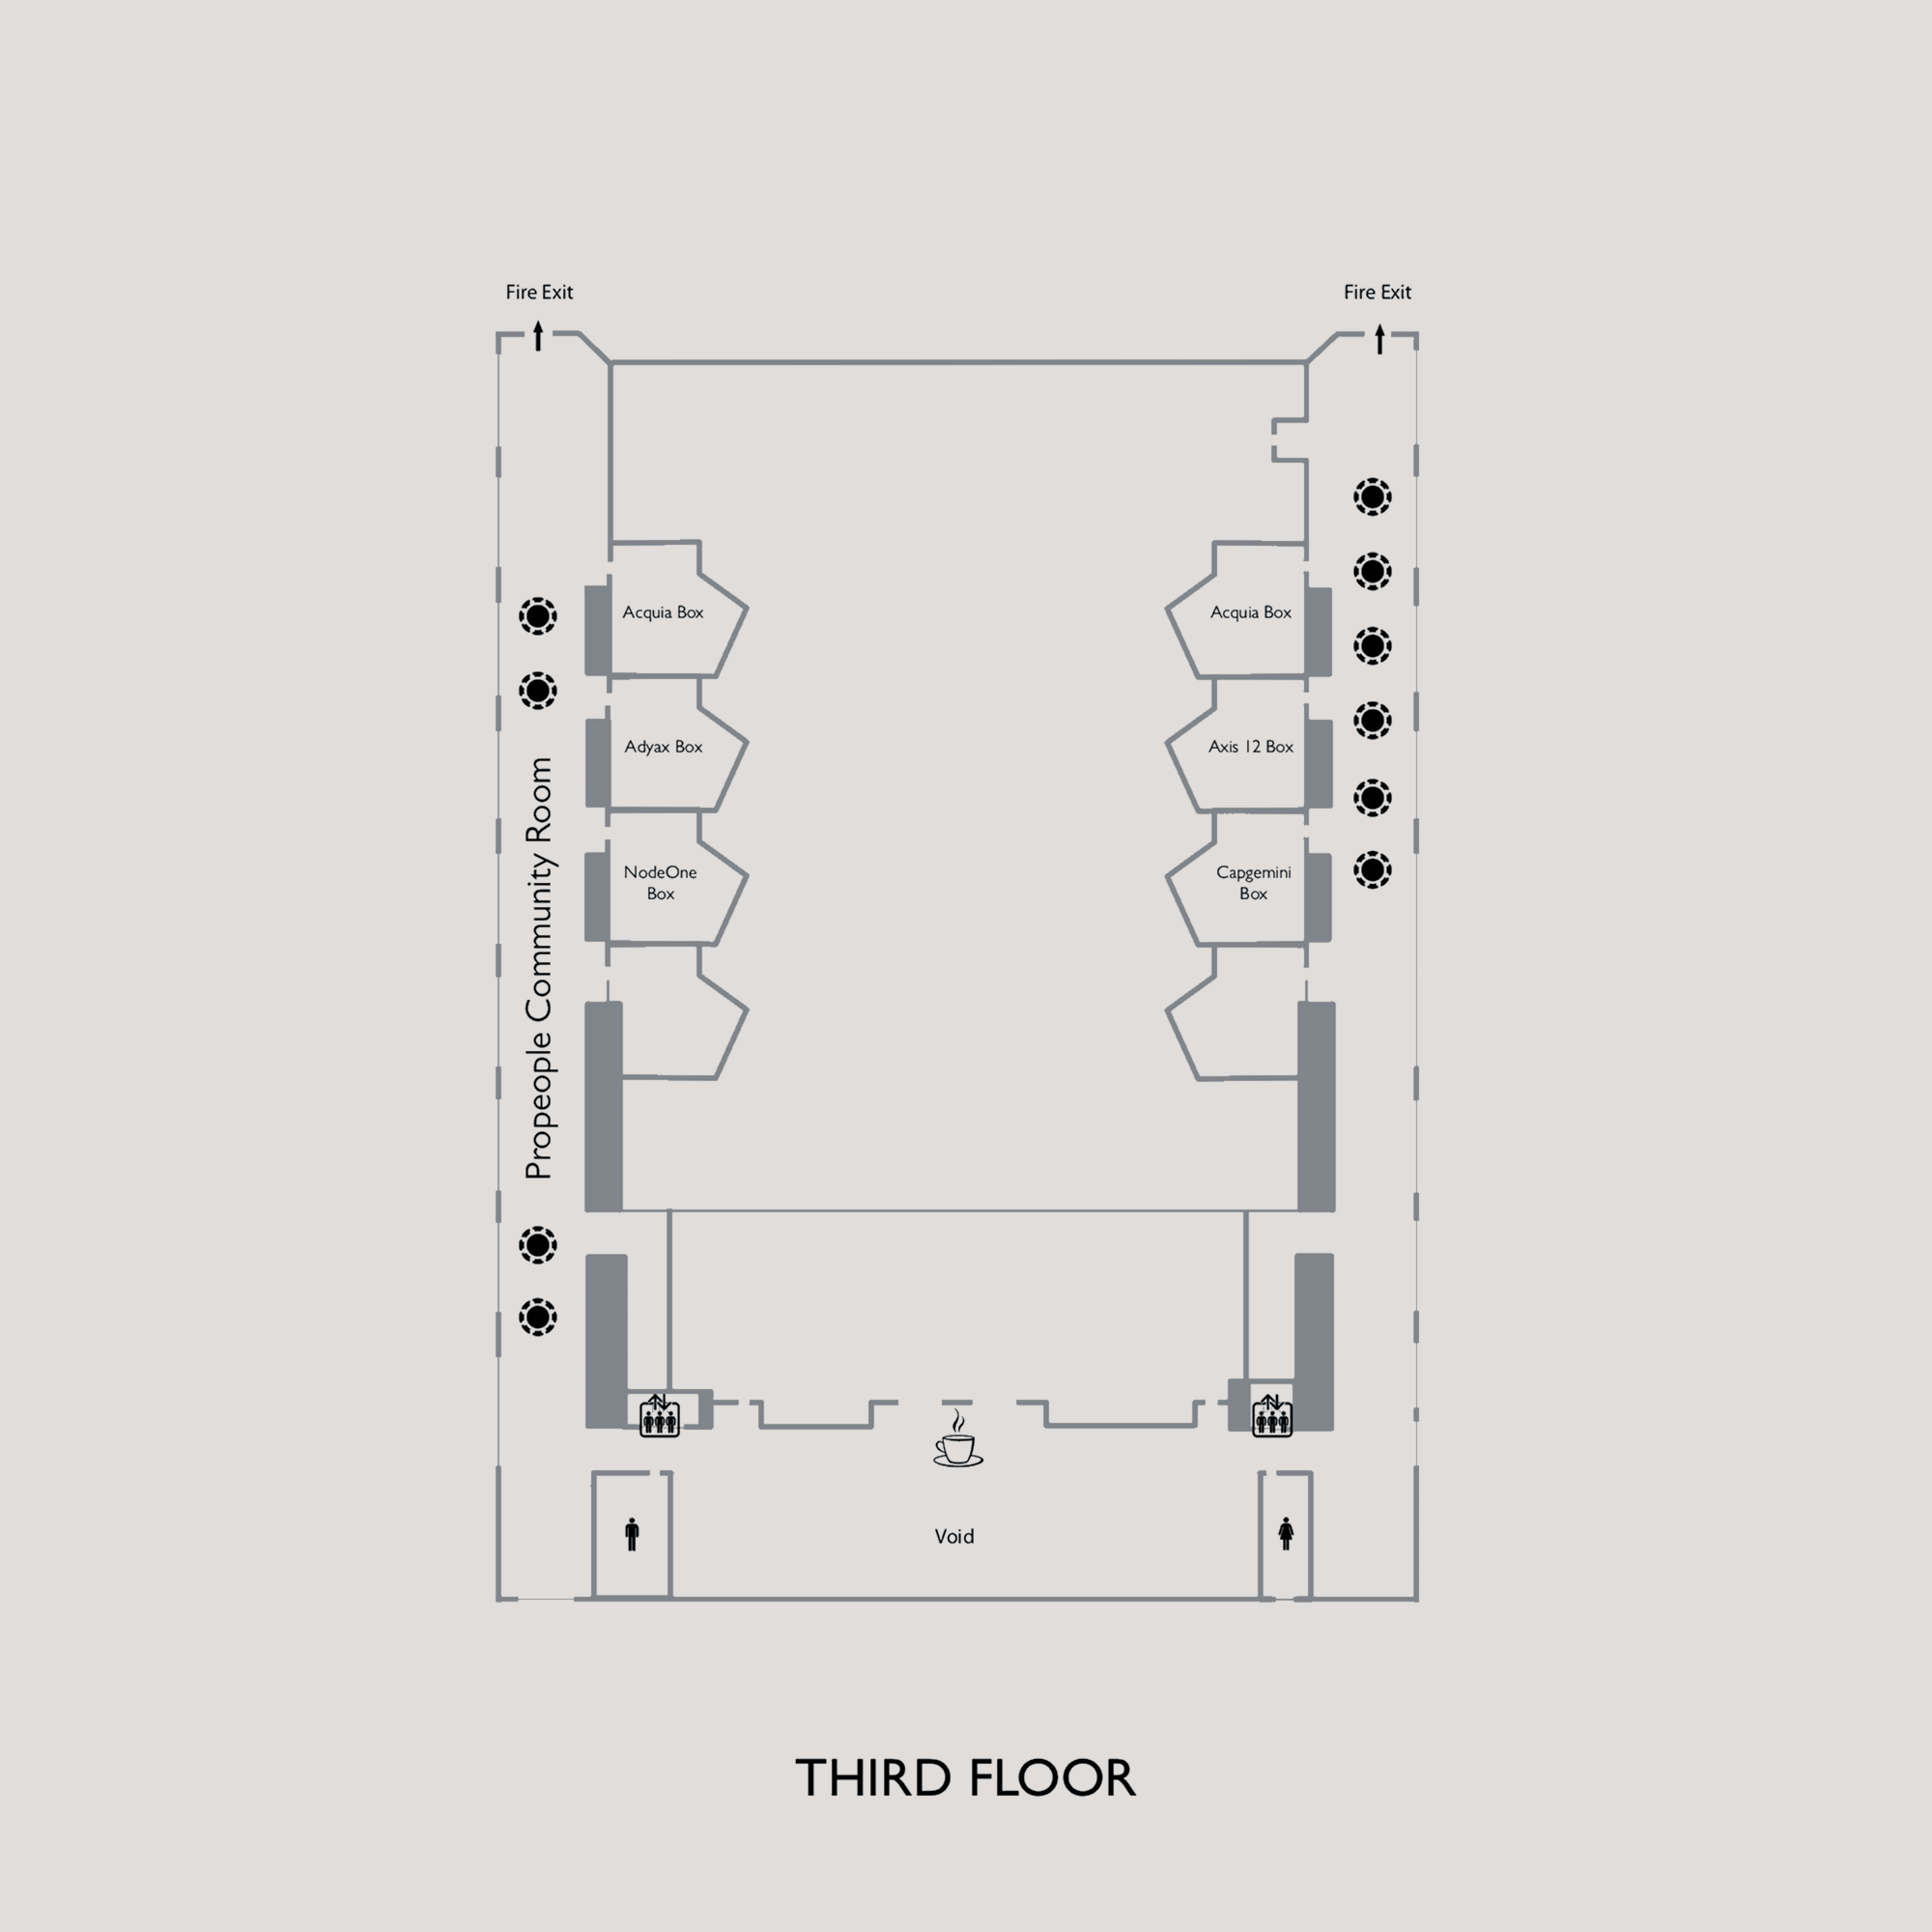 Fire Exit
Fire Exit
Acquia Box
Acquia Box
Adyax Box
Axis 12 Box
Propeople Community Room
NodeOne
Box
Capgemini
Box
Void
THIRD FLOOR